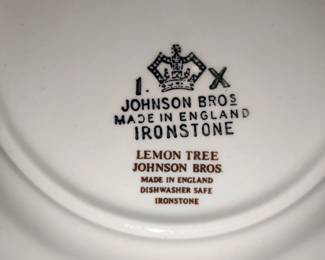 1. X
JOHNSON BROS
MADE IN ENGLAND
IRONSTONE
LEMON TREE
JOHNSON BROS
MADE IN ENGLAND
DISHWASHER SAFE
IRONSTONE